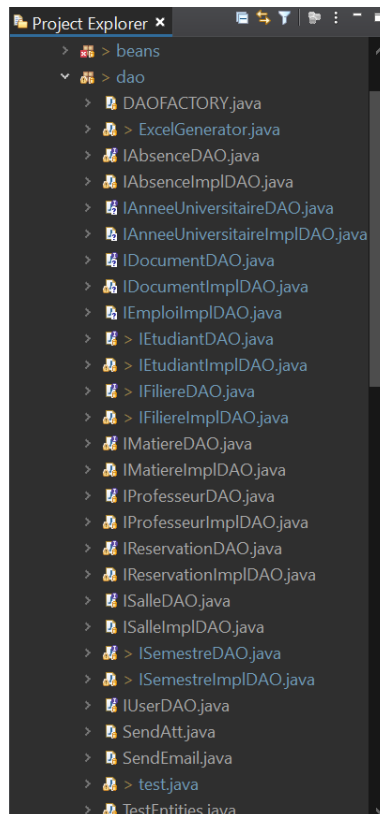 Project Explorer ×
> beans
> dao
DAOFACTORY.java
> ExcelGenerator.java
IAbsenceDAO.java
IAbsenceImplDAO.java
IAnneeUniversitaireDAO.java
IAnneeUniversitaireImplDAO.java
IDocumentDAO.java
IDocumentImplDAO.java
IEmploiImplDAO.java
> IEtudiantDAO.java
> IEtudiantImplDAO.java
> IFiliereDAO.java
> IFiliereImplDAO.java
IMatiereDAO.java
IMatiereImplDAO.java
IProfesseurDAO.java
IProfesseurImplDAO.java
IReservationDAO.java
IReservationImplDAO.java
ISalleDAO.java
ISalleImplDAO.java
> ISemestreDAO.java
> ISemestreImplDAO.java
IUserDAO.java
SendAtt.java
SendEmail.java
> test.java
TestEntities.java